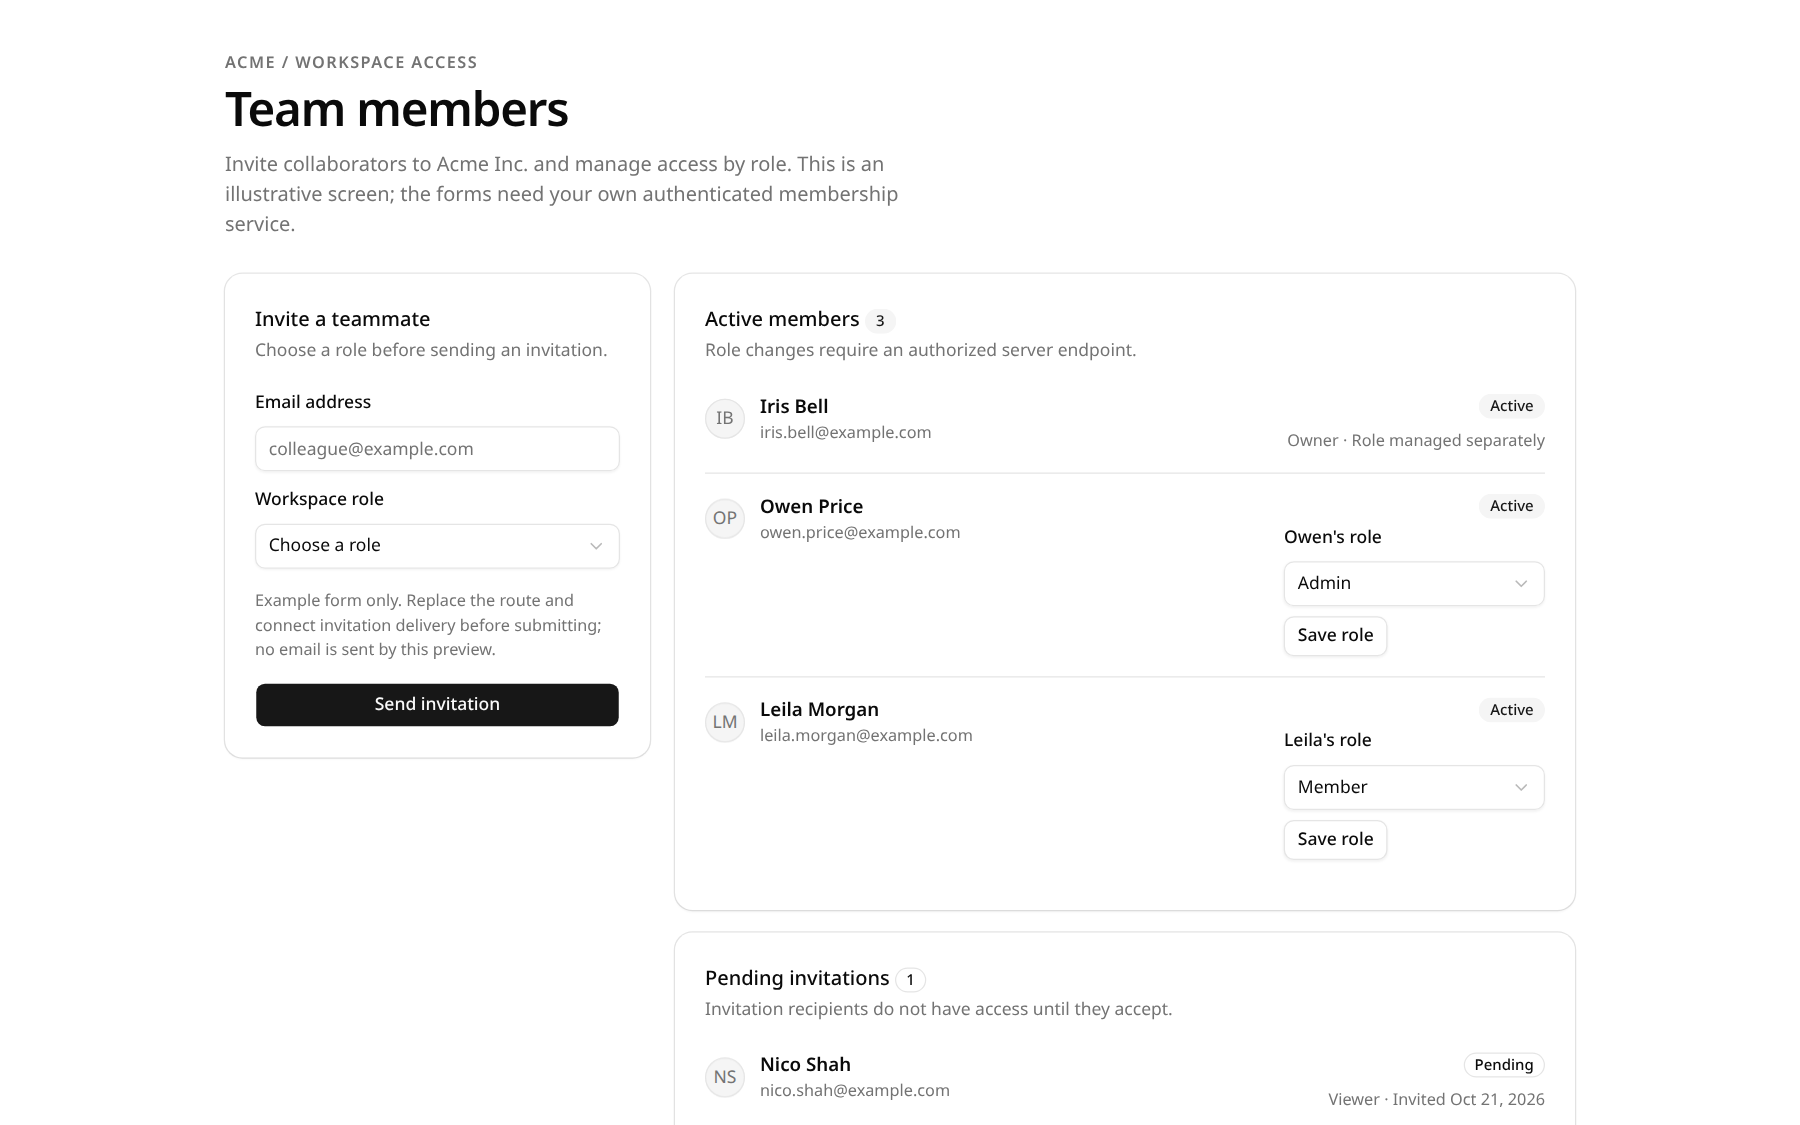 ACME / WORKSPACE ACCESS
Team members
Invite collaborators to Acme Inc. and manage access by role. This is an
illustrative screen; the forms need your own authenticated membership
service.
Invite a teammate
Choose a role before sending an invitation.
Email address
colleague@example.com
Workspace role
Choose a role
Example form only. Replace the route and
connect invitation delivery before submitting;
no email is sent by this preview.
Send invitation
Active members 3
Role changes require an authorized server endpoint.
IB
Iris Bell
iris.bell@example.com
Active
Owner · Role managed separately
OP
Owen Price
owen.price@example.com
Active
Owen's role
Admin
Save role
LM
Leila Morgan
leila.morgan@example.com
Active
Leila's role
Member
Save role
Pending invitations 1
Invitation recipients do not have access until they accept.
NS
Nico Shah
nico.shah@example.com
Pending
Viewer · Invited Oct 21, 2026